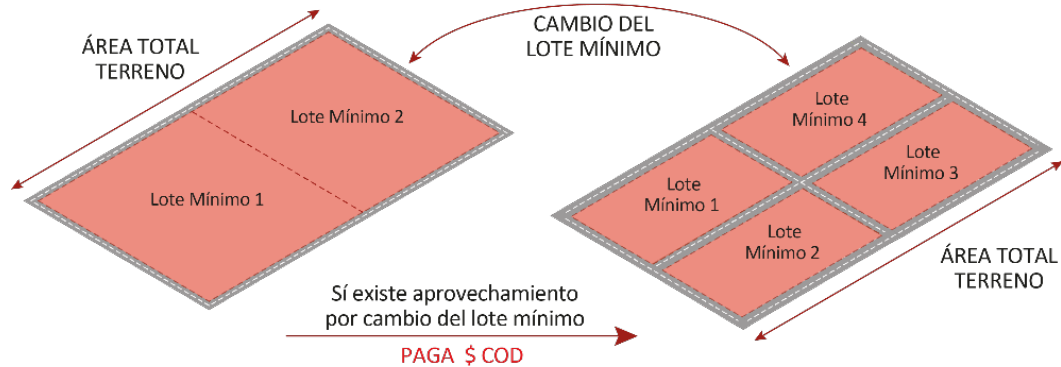 CAMBIO DEL
LOTE MÍNIMO
ÁREA TOTAL
TERRENO
Lote Mínimo 2
Lote Mínimo 1
Lote
Mínimo 4
Lote
Mínimo 3
Lote
Mínimo 1
Lote
Mínimo 2
ÁREA TOTAL
TERRENO
Sí existe aprovechamiento
por cambio del lote mínimo
PAGA $ COD